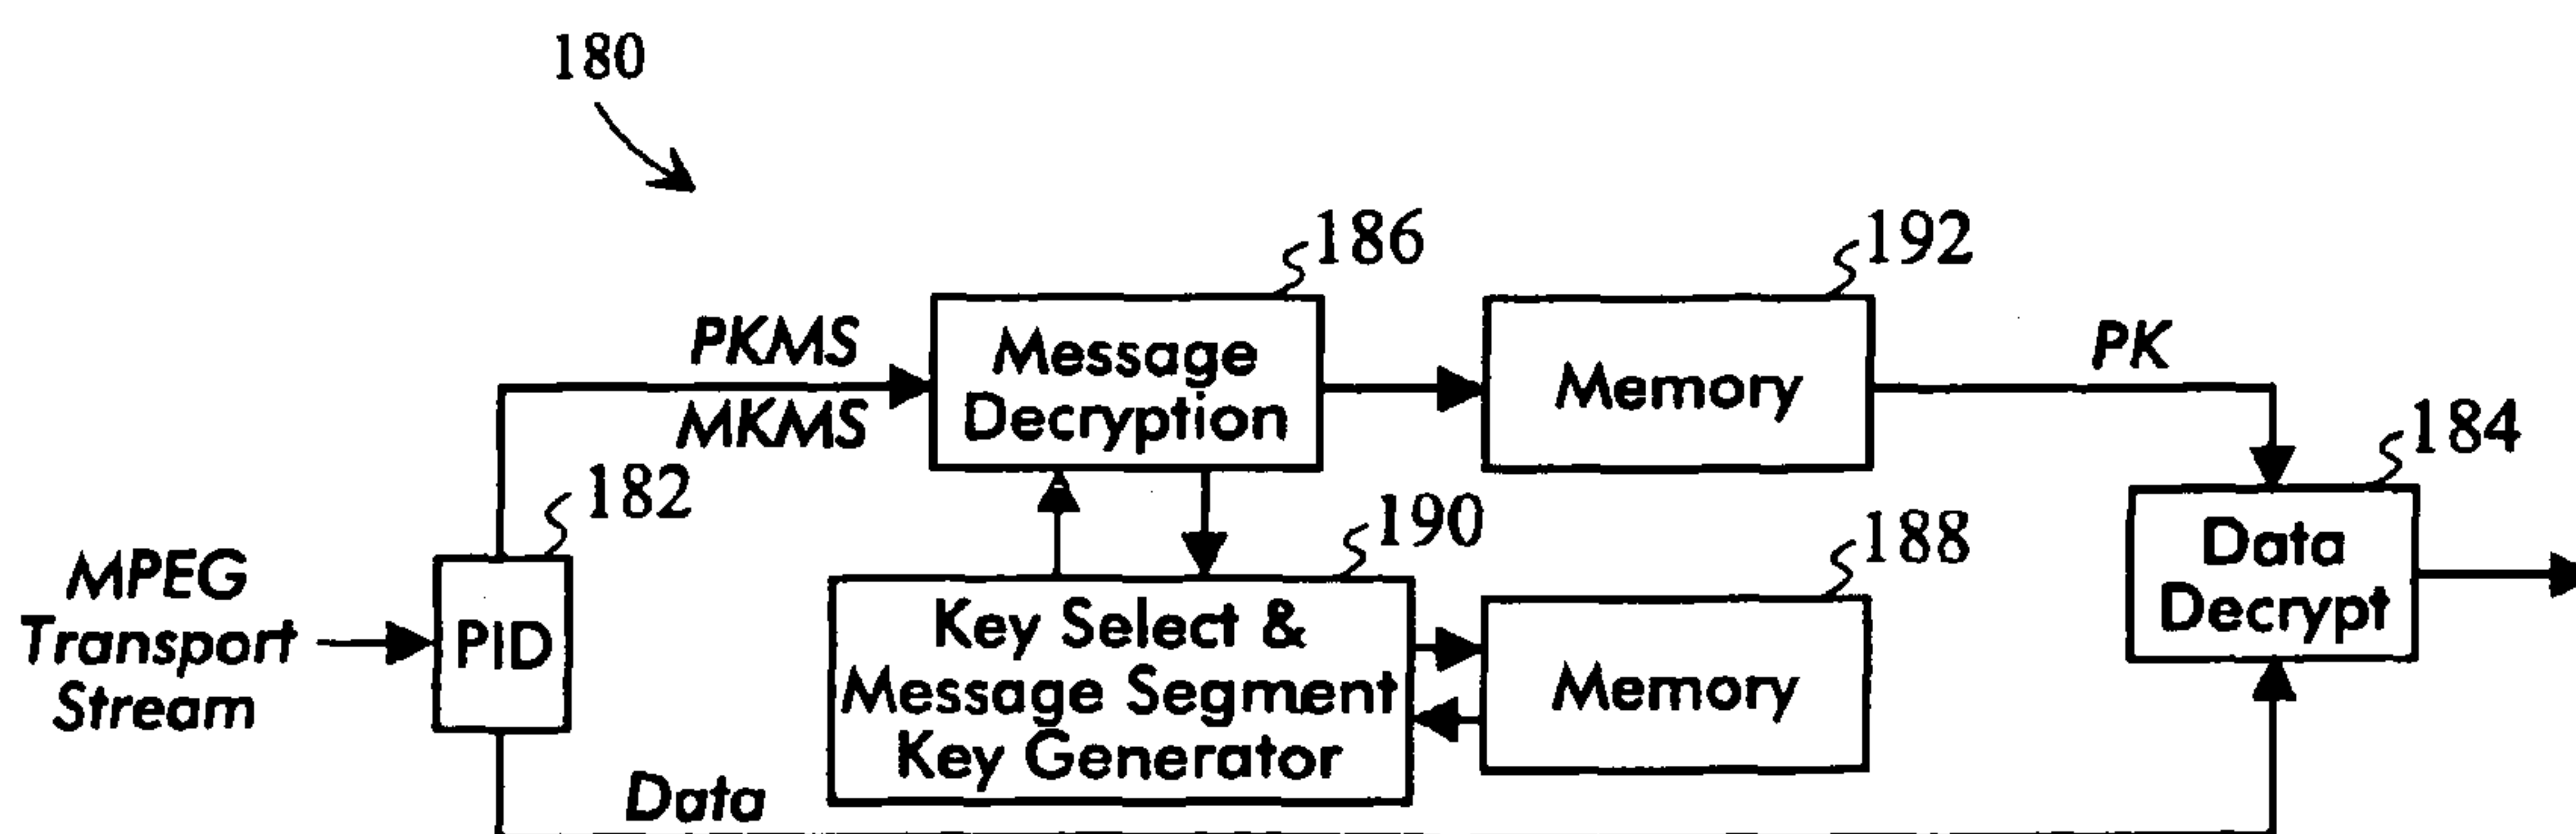 180
186
192
PKMS
MKMS
Message
Decryption
Memory
PK
184
182
190
188
MPEG
Transport
Stream
PID
Key Select &
Message Segment
Key Generator
Memory
Data
Decrypt
Data